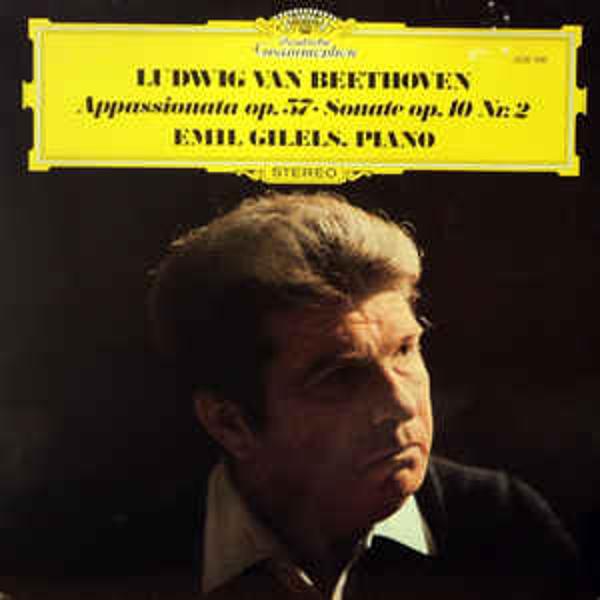 Deutsche
Grammophon
LUDWIG VAN BEETHOVEN
Appassionata op. 57 · Sonate op. 10 Nr. 2
EMIL GILELS, PIANO
STEREO